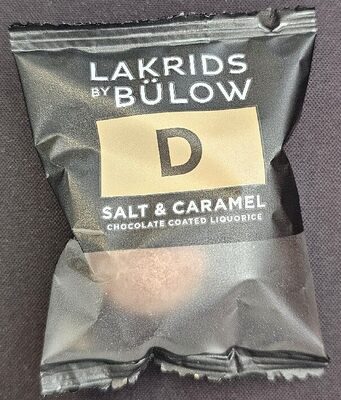 LAKRIDS
BY BÜLOW
D
SALT & CARAMEL
CHOCOLATE COATED LIQUORICE